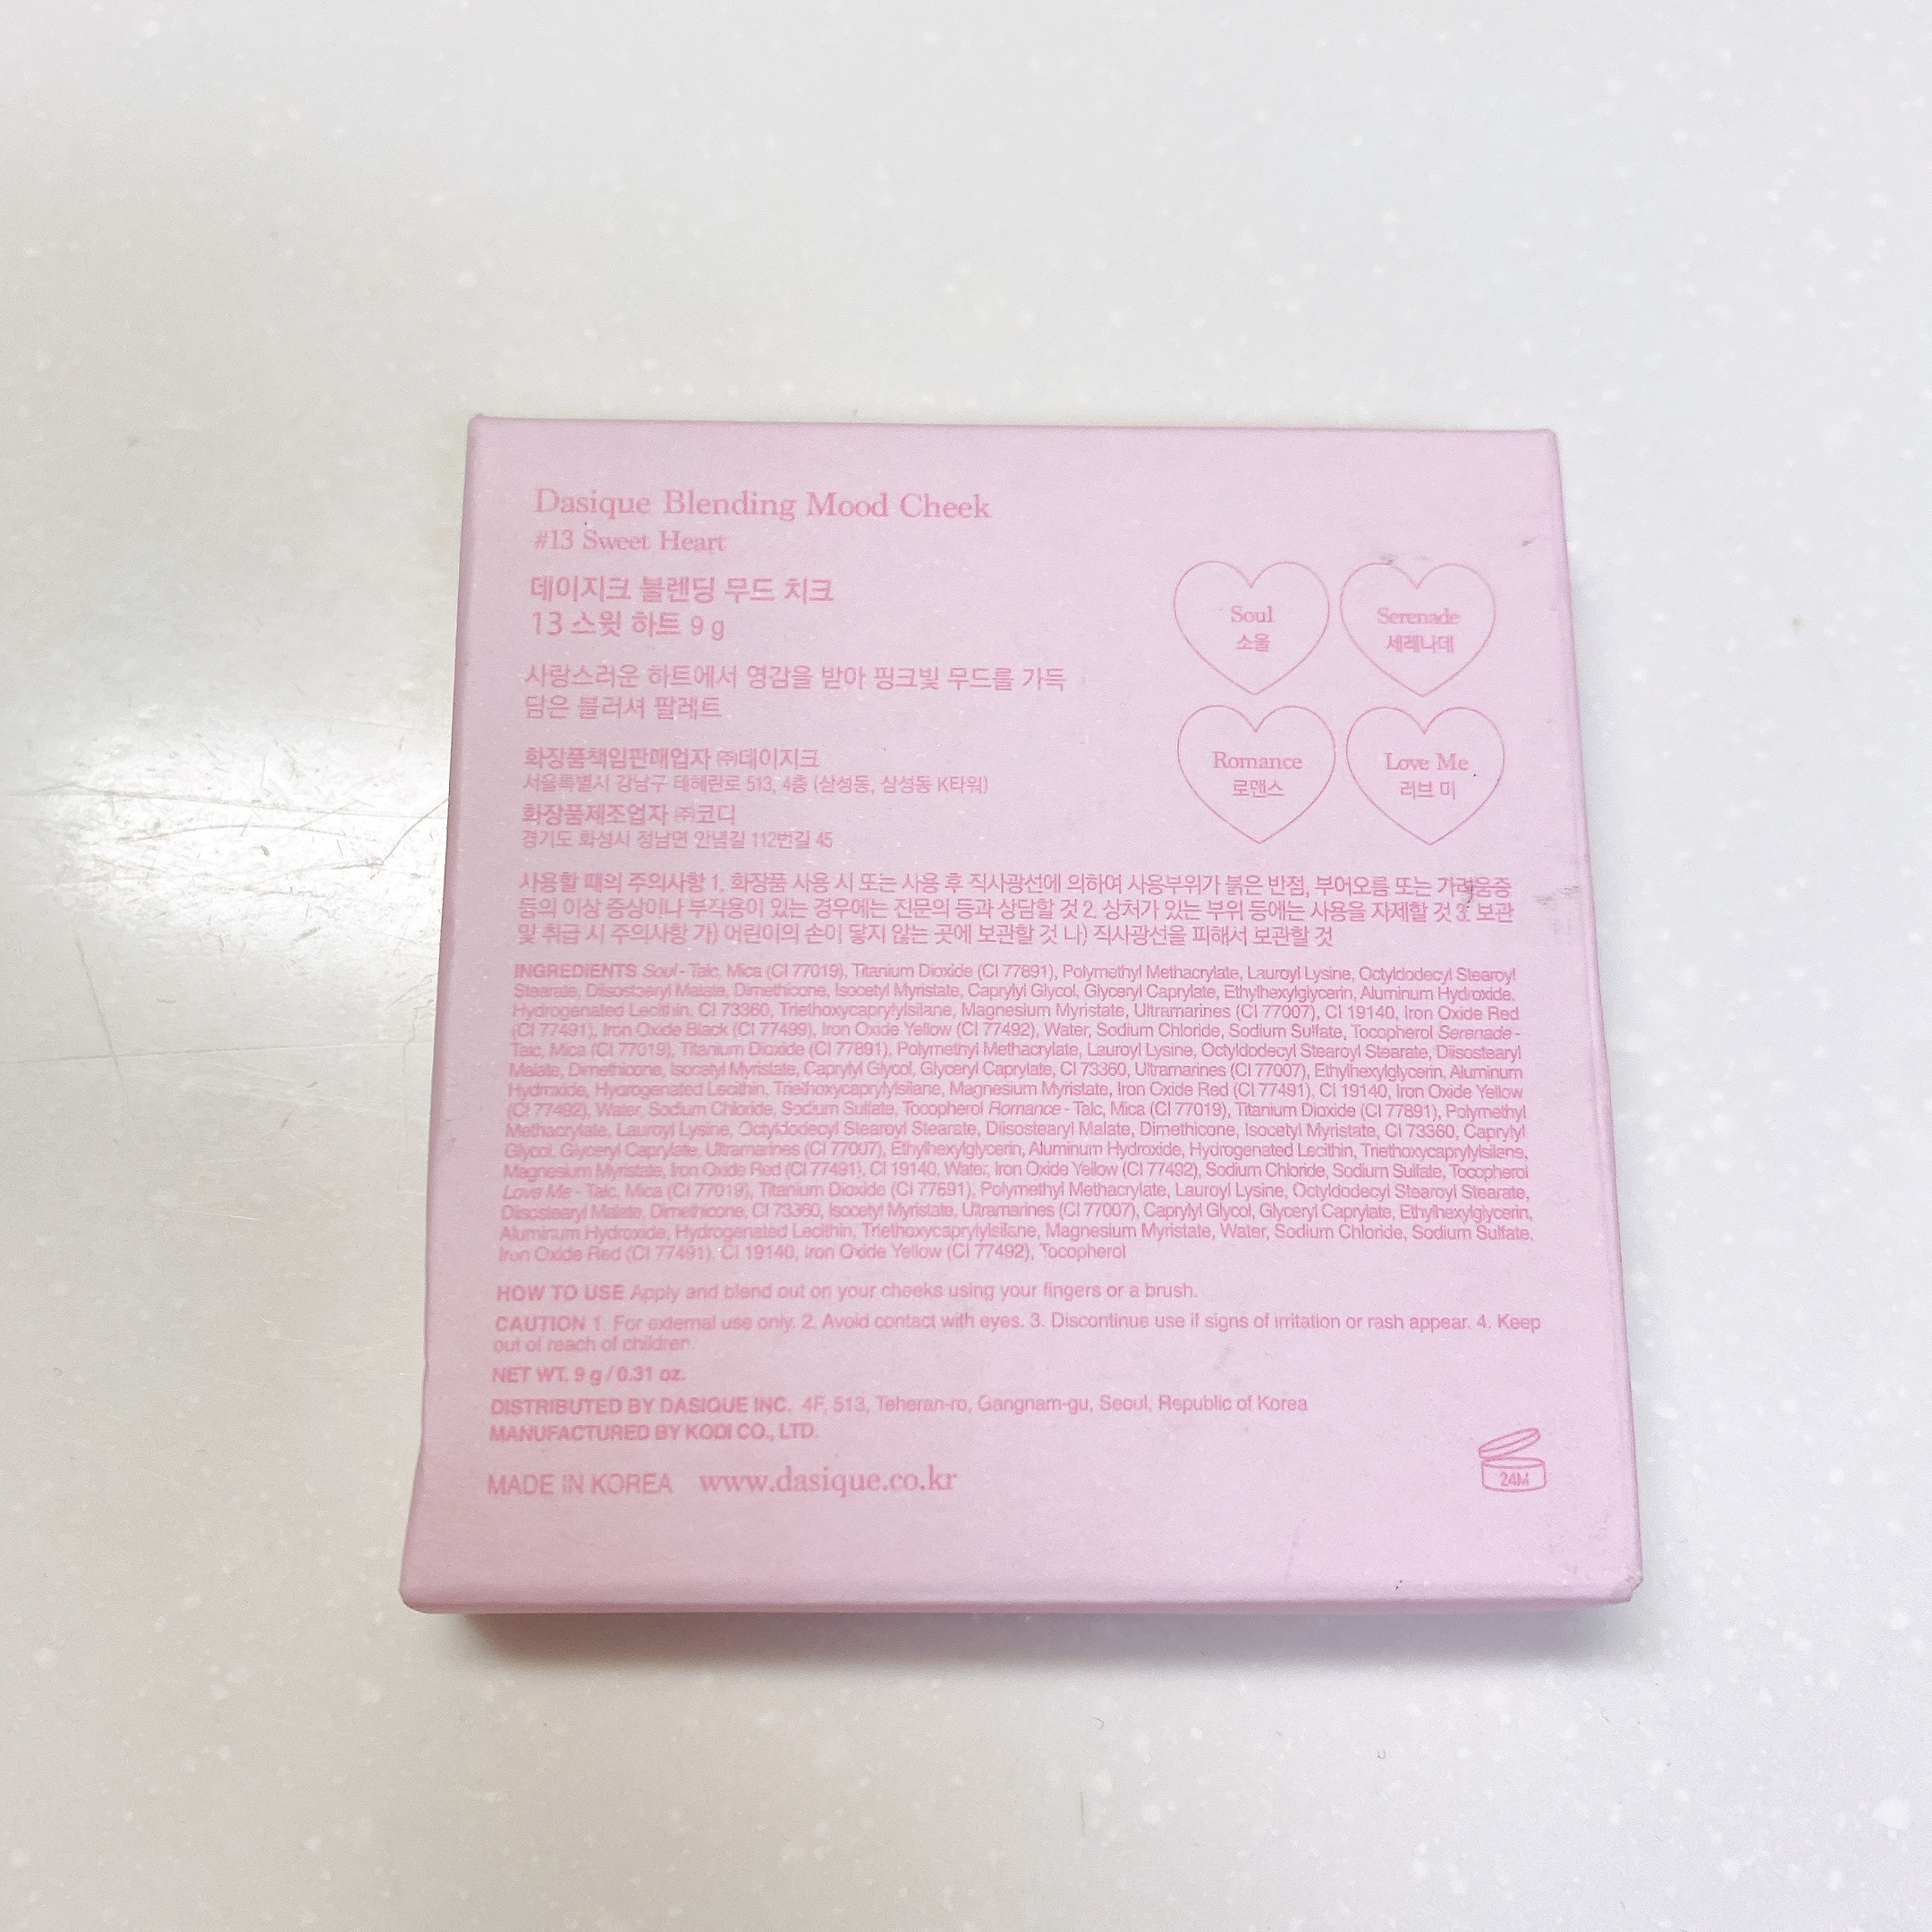 Dasique Blending Mood Cheek
#13 Sweet Heart
데이지크 블렌딩 무드 치크
13 스윗 하트 9 g
사랑스러운 하트에서 영감을 받아 핑크빛 무드를 가득
담은 블러셔 팔레트
화장품책임판매업자 ㈜데이지크
서울특별시 강남구 테헤란로 513, 4층 (삼성동, 삼성동 K타워)
화장품제조업자 ㈜코디
경기도 화성시 정남면 안녕길 112번길 45
Soul
소울
Serenade
세레나데
Romance
로맨스
Love Me
러브 미
사용할 때의 주의사항 1. 화장품 사용 시 또는 사용 후 직사광선에 의하여 사용부위가 붉은 반점, 부어오름 또는 가려움증
등의 이상 증상이나 부작용이 있는 경우에는 전문의 등과 상담할 것 2. 상처가 있는 부위 등에는 사용을 자제할 것 3. 보관
및 취급 시 주의사항 가) 어린이의 손이 닿지 않는 곳에 보관할 것 나) 직사광선을 피해서 보관할 것
INGREDIENTS Soul - Talc, Mica (CI 77019), Titanium Dioxide (CI 77891), Polymethyl Methacrylate, Lauroyl Lysine, Octyldodecyl Stearoyl
Stearate, Diisostearyl Malate, Dimethicone, Isocetyl Myristate, Caprylyl Glycol, Glyceryl Caprylate, Ethylhexylglycerin, Aluminum Hydroxide,
Hydrogenated Lecithin, CI 73360, Triethoxycaprylylsilane, Magnesium Myristate, Ultramarines (CI 77007), CI 19140, Iron Oxide Red
(CI 77491), Iron Oxide Black (CI 77499), Iron Oxide Yellow (CI 77492), Water, Sodium Chloride, Sodium Sulfate, Tocopherol Serenade -
Talc, Mica (CI 77019), Titanium Dioxide (CI 77891), Polymethyl Methacrylate, Lauroyl Lysine, Octyldodecyl Stearoyl Stearate, Diisostearyl
Malate, Dimethicone, Isocetyl Myristate, Caprylyl Glycol, Glyceryl Caprylate, CI 73360, Ultramarines (CI 77007), Ethylhexylglycerin, Aluminum
Hydroxide, Hydrogenated Lecithin, Triethoxycaprylylsilane, Magnesium Myristate, Iron Oxide Red (CI 77491), CI 19140, Iron Oxide Yellow
(CI 77492), Water, Sodium Chloride, Sodium Sulfate, Tocopherol Romance - Talc, Mica (CI 77019), Titanium Dioxide (CI 77891), Polymethyl
Methacrylate, Lauroyl Lysine, Octyldodecyl Stearoyl Stearate, Diisostearyl Malate, Dimethicone, Isocetyl Myristate, CI 73360, Caprylyl
Glycol, Glyceryl Caprylate, Ultramarines (CI 77007), Ethylhexylglycerin, Aluminum Hydroxide, Hydrogenated Lecithin, Triethoxycaprylylsilane,
Magnesium Myristate, Iron Oxide Red (CI 77491), CI 19140, Water, Iron Oxide Yellow (CI 77492), Sodium Chloride, Sodium Sulfate, Tocopherol
Love Me - Talc, Mica (CI 77019), Titanium Dioxide (CI 77891), Polymethyl Methacrylate, Lauroyl Lysine, Octyldodecyl Stearoyl Stearate,
Diisostearyl Malate, Dimethicone, CI 73360, Isocetyl Myristate, Ultramarines (CI 77007), Caprylyl Glycol, Glyceryl Caprylate, Ethylhexylglycerin,
Aluminum Hydroxide, Hydrogenated Lecithin, Triethoxycaprylylsilane, Magnesium Myristate, Water, Sodium Chloride, Sodium Sulfate,
Iron Oxide Red (CI 77491), CI 19140, Iron Oxide Yellow (CI 77492), Tocopherol
HOW TO USE Apply and blend out on your cheeks using your fingers or a brush.
CAUTION 1. For external use only. 2. Avoid contact with eyes. 3. Discontinue use if signs of irritation or rash appear. 4. Keep
out of reach of children.
NET WT. 9 g / 0.31 oz.
DISTRIBUTED BY DASIQUE INC. 4F, 513, Teheran-ro, Gangnam-gu, Seoul, Republic of Korea
MANUFACTURED BY KODI CO., LTD.
MADE IN KOREA www.dasique.co.kr
24M